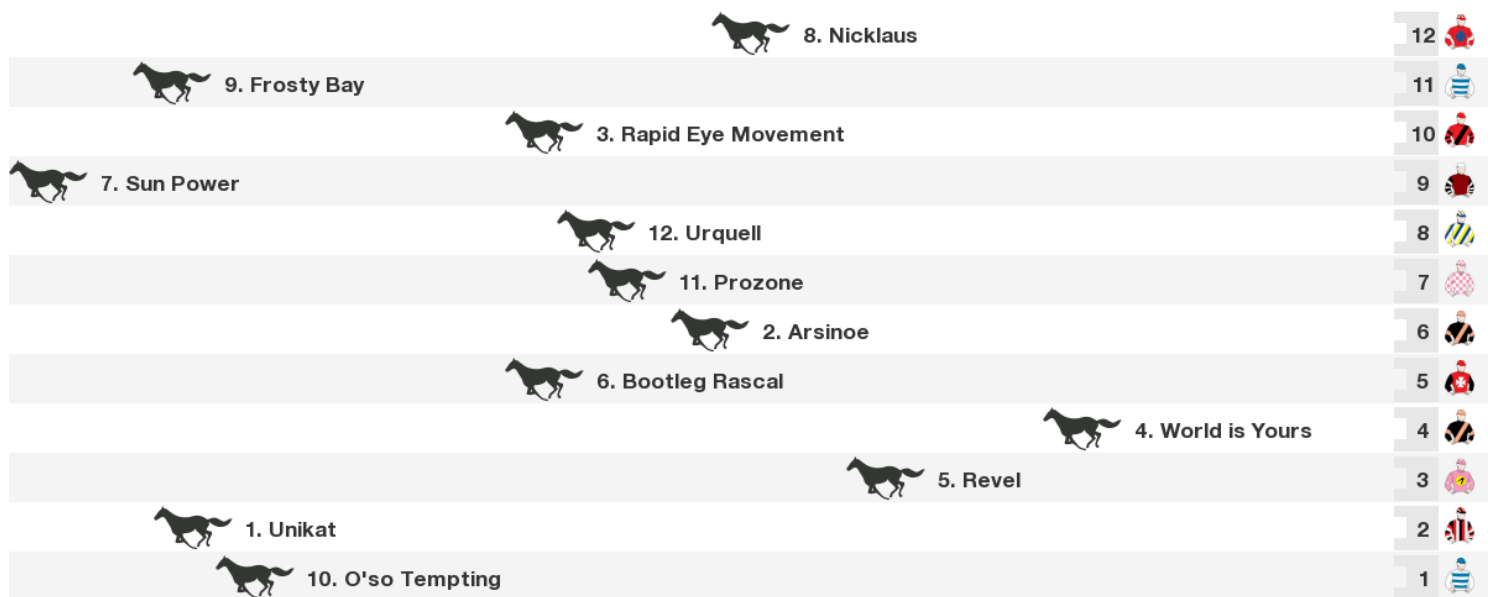 8. Nicklaus 12
9. Frosty Bay 11
3. Rapid Eye Movement 10
7. Sun Power 9
12. Urquell 8
11. Prozone 7
2. Arsinoe 6
6. Bootleg Rascal 5
4. World is Yours 4
5. Revel 3
1. Unikat 2
10. O'so Tempting 1